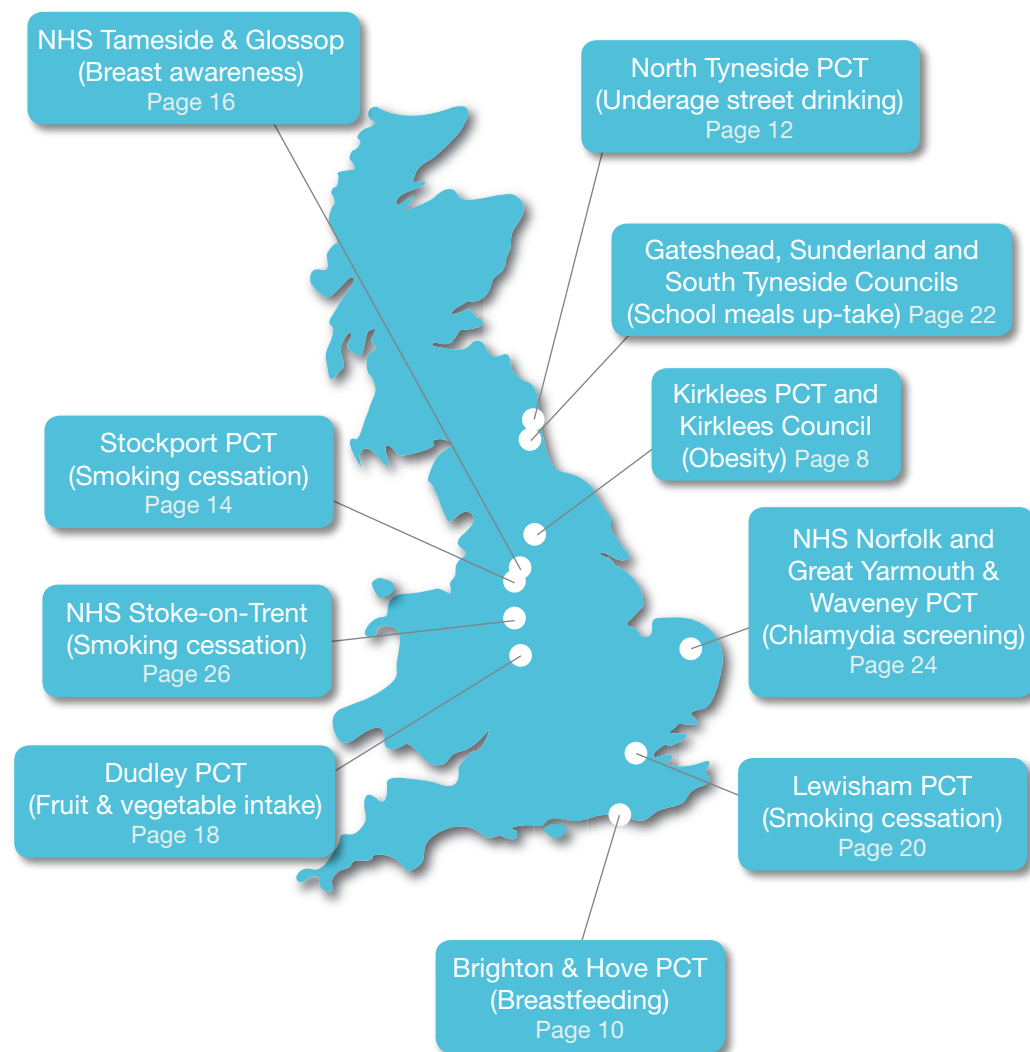 NHS Tameside & Glossop
(Breast awareness)
Page 16
North Tyneside PCT
(Underage street drinking)
Page 12
Gateshead, Sunderland and
South Tyneside Councils
(School meals up-take) Page 22
Kirklees PCT and
Kirklees Council
(Obesity) Page 8
Stockport PCT
(Smoking cessation)
Page 14
NHS Norfolk and
Great Yarmouth &
Waveney PCT
(Chlamydia screening)
Page 24
NHS Stoke-on-Trent
(Smoking cessation)
Page 26
Dudley PCT
(Fruit & vegetable intake)
Page 18
Lewisham PCT
(Smoking cessation)
Page 20
Brighton & Hove PCT
(Breastfeeding)
Page 10